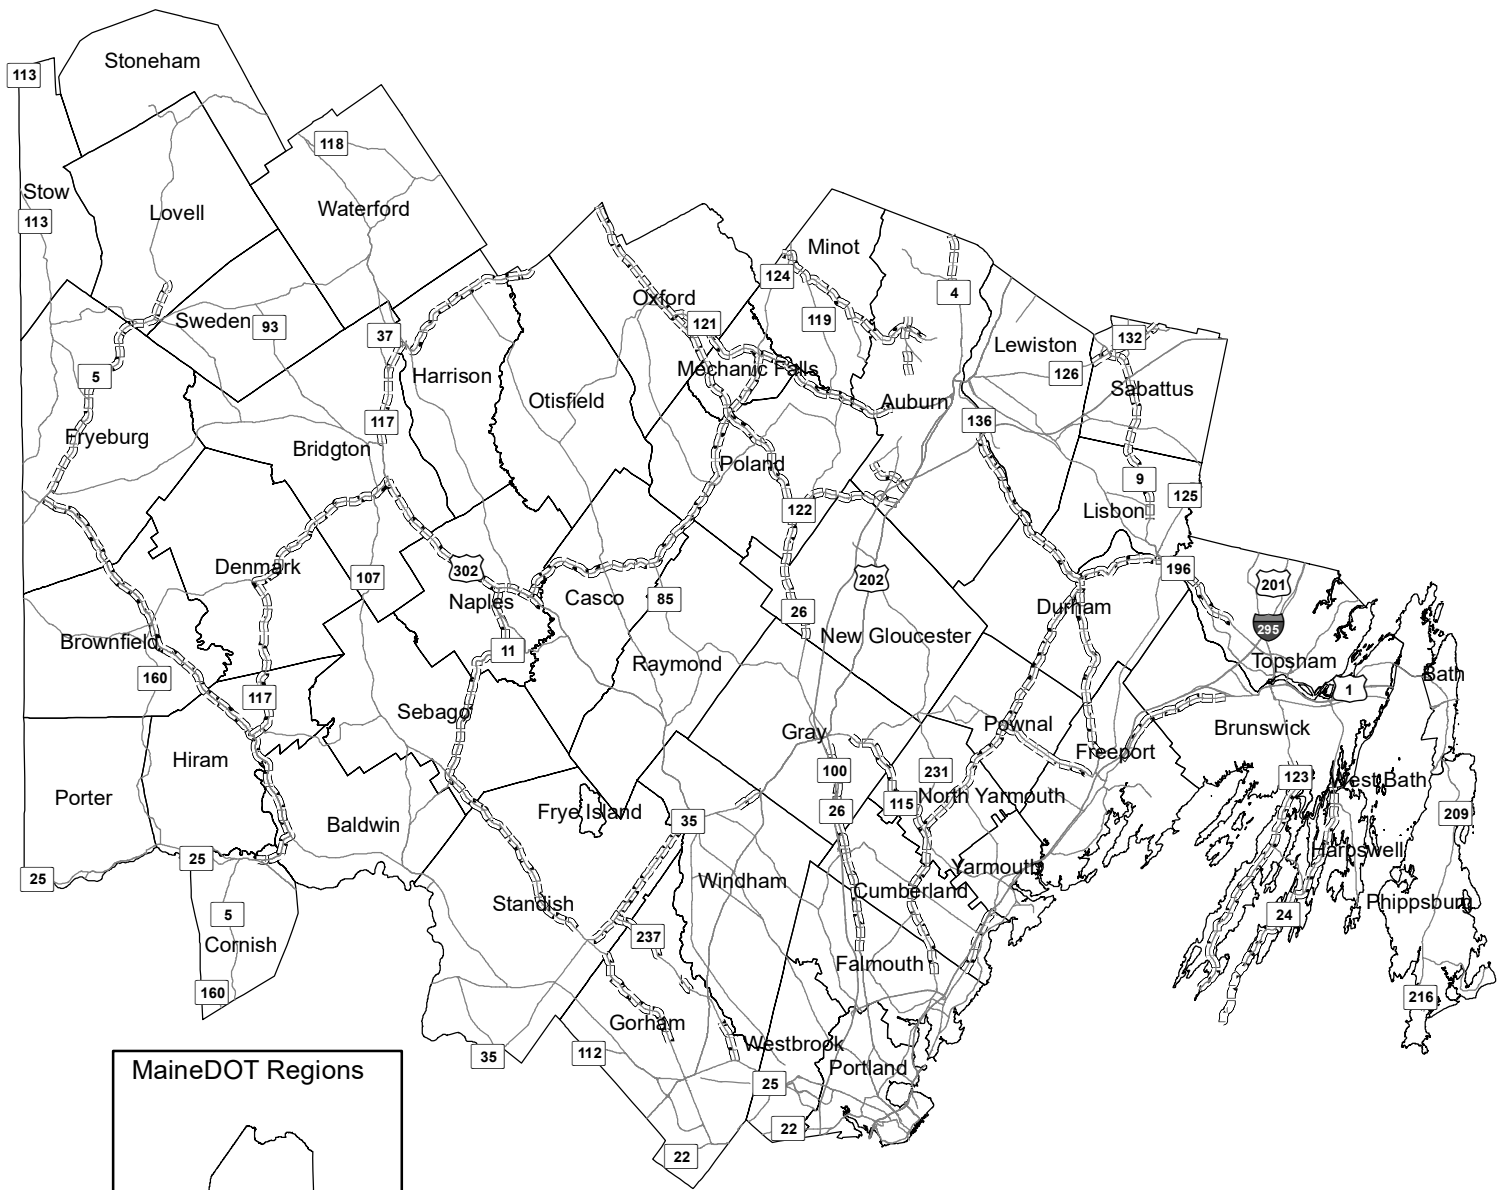 Stoneham
113
118
Stow
113
Lovell
Waterford
Minot
124
4
Oxford
121
119
Sweden
93
37
132
Lewiston
126
Mechanic Falls
Harrison
5
Sabattus
Otisfield
Auburn
136
117
Fryeburg
Bridgton
Poland
9
125
122
Lisbon
Denmark
302
107
202
196
201
Naples
Casco
85
26
Durham
295
Brownfield
11
New Gloucester
Raymond
Topsham
160
Bath
117
1
Sebago
Pownal
Gray
Brunswick
Freeport
Hiram
100
231
123
West Bath
Porter
Frye Island
115
North Yarmouth
26
209
35
Baldwin
Harpswell
25
Yarmouth
25
Windham
Cumberland
Standish
Phippsburg
5
24
Cornish
237
Falmouth
160
216
Gorham
35
112
Westbrook
Portland
25
22
22
MaineDOT Regions